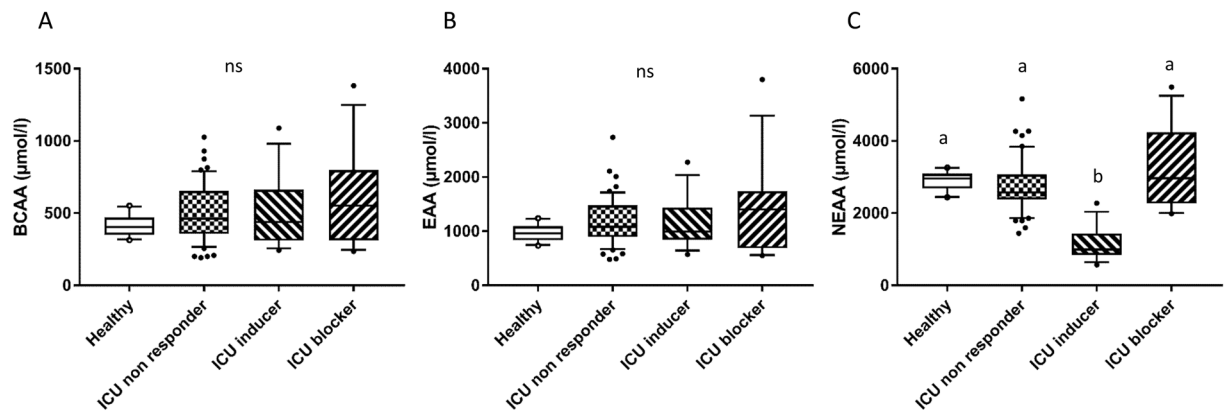 A
ns
1500
1000
500
0
BCAA (µmol/l)
Healthy
ICU non responder
ICU inducer
ICU blocker
B
ns
4000
3000
2000
1000
0
EAA (µmol/l)
Healthy
ICU non responder
ICU inducer
ICU blocker
C
a
a
a
b
6000
4000
2000
0
NEAA (µmol/l)
Healthy
ICU non responder
ICU inducer
ICU blocker